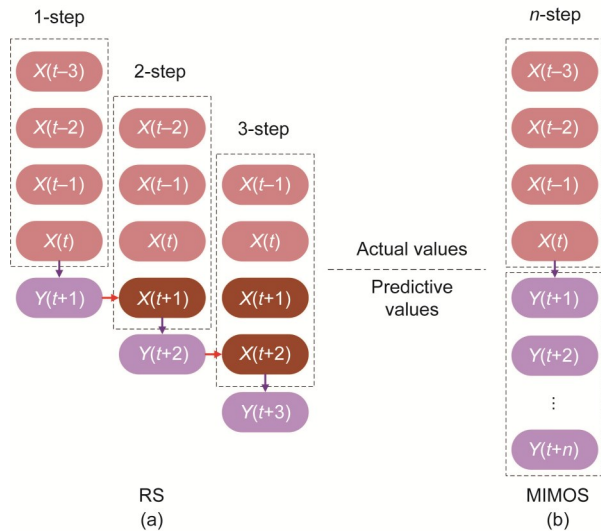 1-step
X(t–3)
X(t–2)
X(t–1)
X(t)
Y(t+1)
2-step
X(t–2)
X(t–1)
X(t)
X(t+1)
Y(t+2)
3-step
X(t–1)
X(t)
X(t+1)
X(t+2)
Y(t+3)
RS
(a)
Actual values
Predictive
values
n-step
X(t–3)
X(t–2)
X(t–1)
X(t)
Y(t+1)
Y(t+2)
⋮
Y(t+n)
MIMOS
(b)